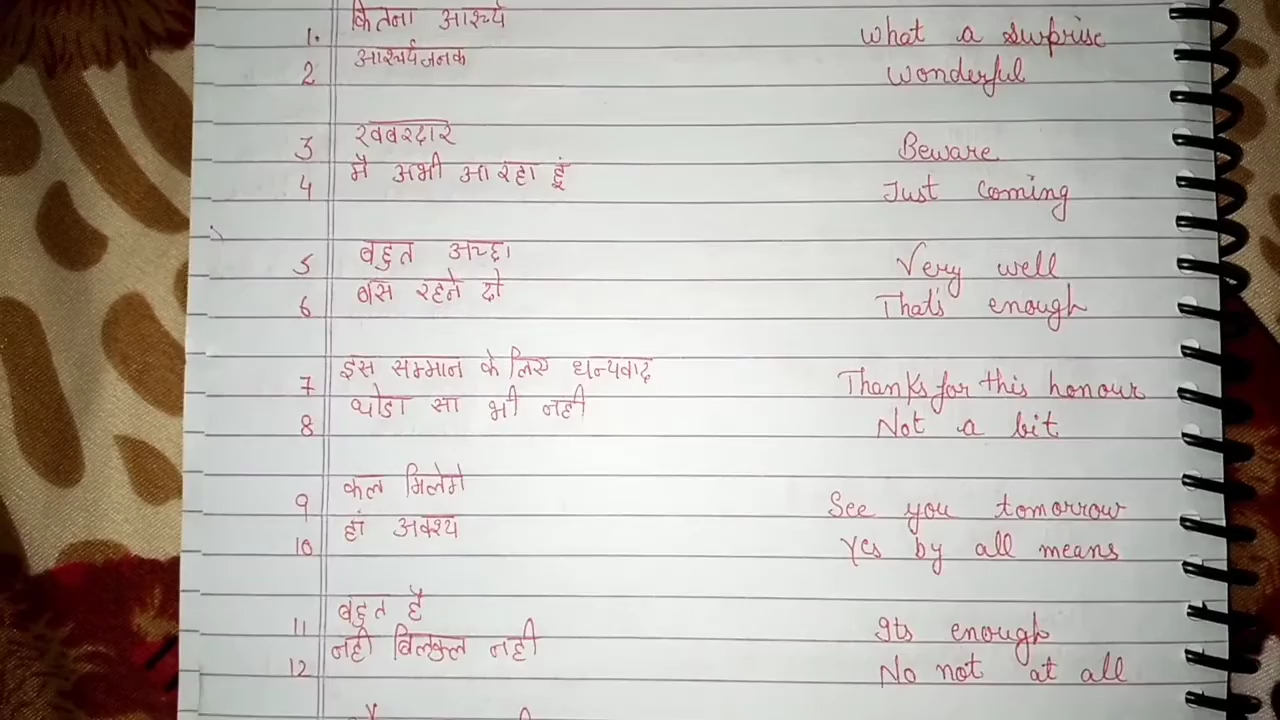 1. कितना आश्चर्य what a surprise
2 आश्चर्यजनक wonderful
3 खबरदार Beware
4 मै अभी आ रहा हूं Just coming
5 बहुत अच्छा Very well
6 बस रहने दो That's enough
7 इस सम्मान के लिए धन्यवाद Thanks for this honour
8 थोडा सा भी नही Not a bit
9 कल मिलेगे See you tomorrow
10 हां अवश्य Yes by all means
11 बहुत है Its enough
12 नही बिलकुल नही No not at all